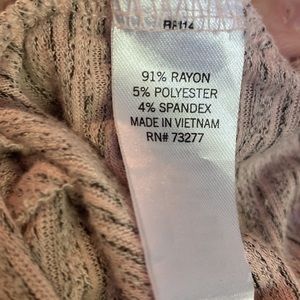 91% RAYON
5% POLYESTER
4% SPANDEX
MADE IN VIETNAM
RN# 73277